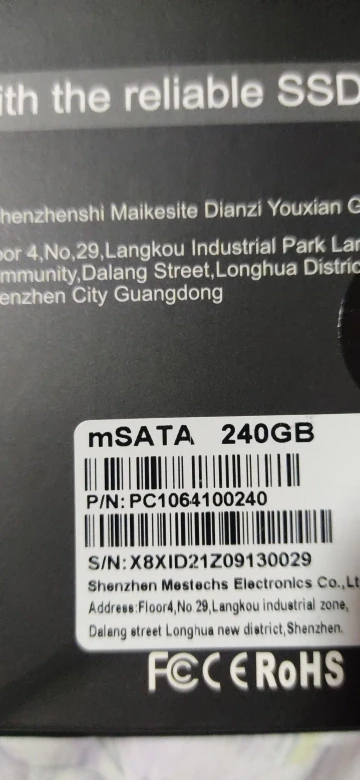 ith the reliable SSD
henzhenshi Maikesite Dianzi Youxian G
oor 4,No,29,Langkou Industrial Park Lan
mmunity,Dalang Street,Longhua Distric
enzhen City Guangdong
mSATA 240GB
P/N: PC1064100240
S/N: X8XID21Z09130029
Shenzhen Mestechs Electronics Co.,Lt
Address:Floor4,No 29,Langkou industrial zone,
Dalang street Longhua new district,Shenzhen.
FC CE RoHS